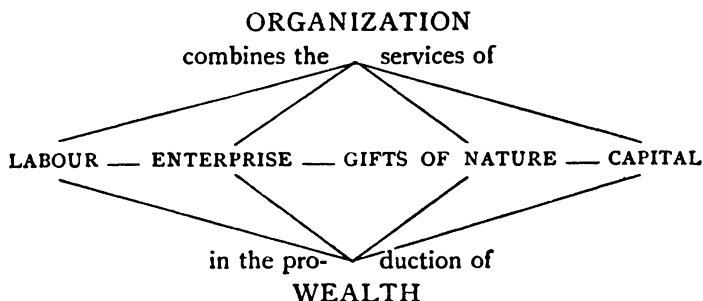 ORGANIZATION
combines the services of
LABOUR — ENTERPRISE — GIFTS OF NATURE — CAPITAL
in the pro- duction of
WEALTH